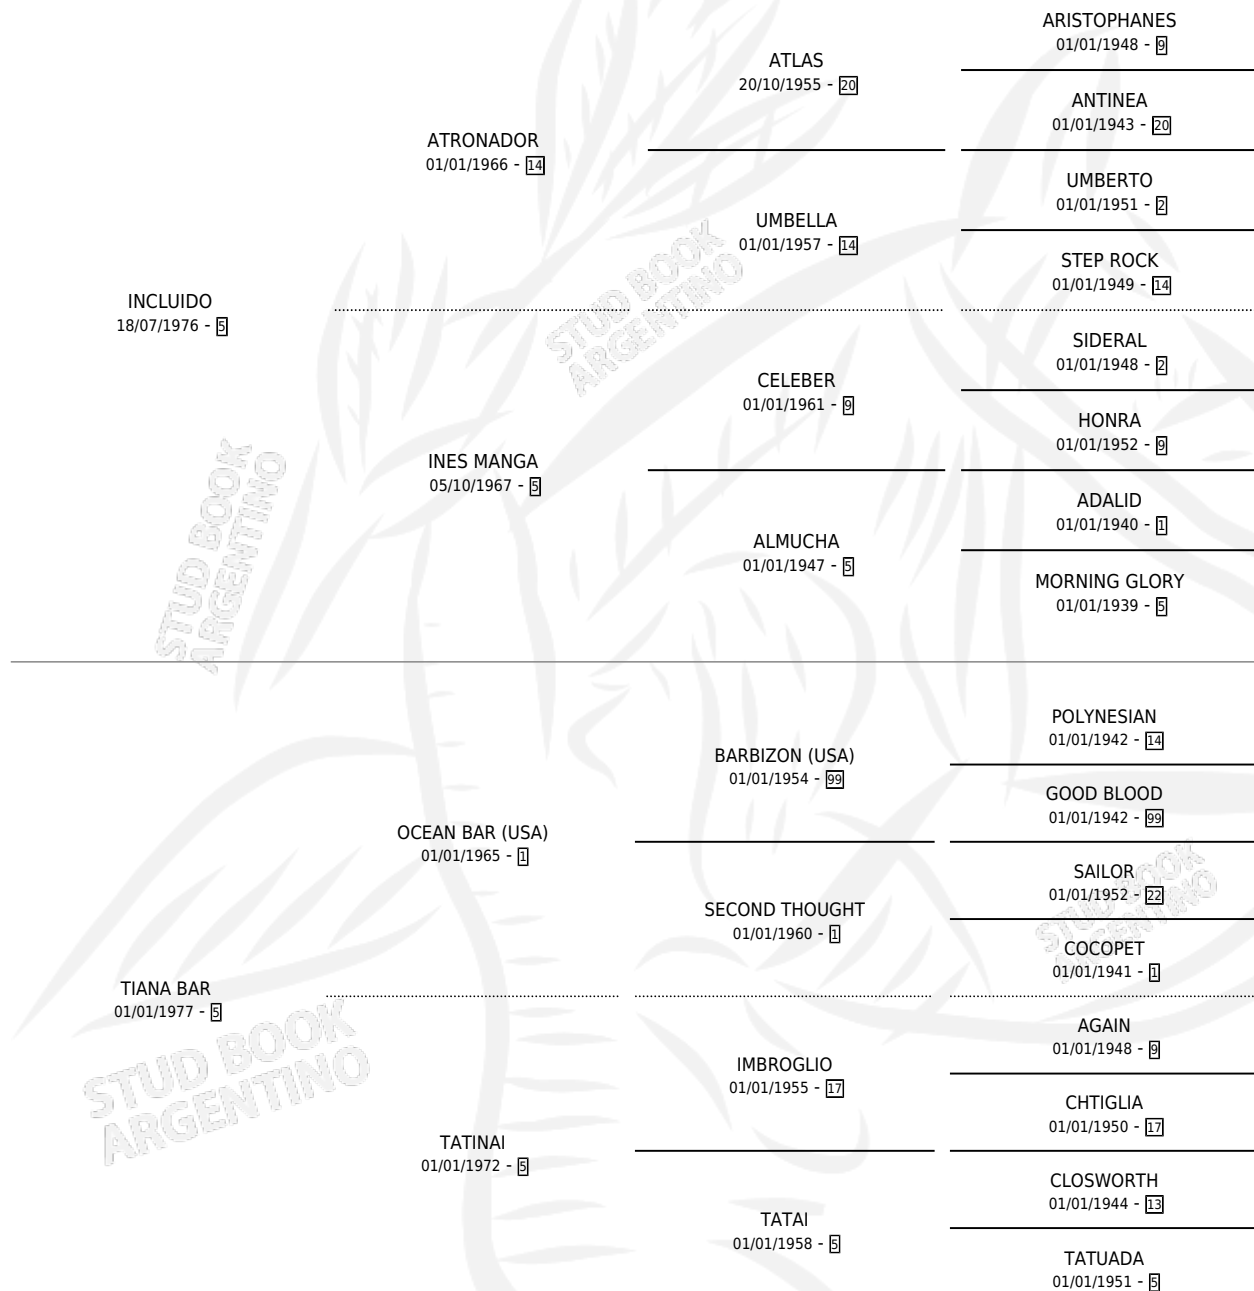 ARISTOPHANES
01/01/1948 - 9
ATLAS
20/10/1955 - 20
ANTINEA
01/01/1943 - 20
ATRONADOR
01/01/1966 - 14
UMBERTO
01/01/1951 - 2
UMBELLA
01/01/1957 - 14
STEP ROCK
01/01/1949 - 14
INCLUIDO
18/07/1976 - 5
SIDERAL
01/01/1948 - 2
CELEBER
01/01/1961 - 9
HONRA
01/01/1952 - 9
INES MANGA
05/10/1967 - 5
ADALID
01/01/1940 - 1
ALMUCHA
01/01/1947 - 5
MORNING GLORY
01/01/1939 - 5
POLYNESIAN
01/01/1942 - 14
BARBIZON (USA)
01/01/1954 - 99
GOOD BLOOD
01/01/1942 - 99
OCEAN BAR (USA)
01/01/1965 - 1
SAILOR
01/01/1952 - 22
SECOND THOUGHT
01/01/1960 - 1
COCOPET
01/01/1941 - 1
TIANA BAR
01/01/1977 - 5
AGAIN
01/01/1948 - 9
IMBROGLIO
01/01/1955 - 17
CHTIGLIA
01/01/1950 - 17
TATINAI
01/01/1972 - 5
CLOSWORTH
01/01/1944 - 13
TATAI
01/01/1958 - 5
TATUADA
01/01/1951 - 5
STUD BOOK
ARGENTINO
STUD BOOK
ARGENTINO
STUD BOOK
ARGENTINO
STUD BOOK
ARGENTINO